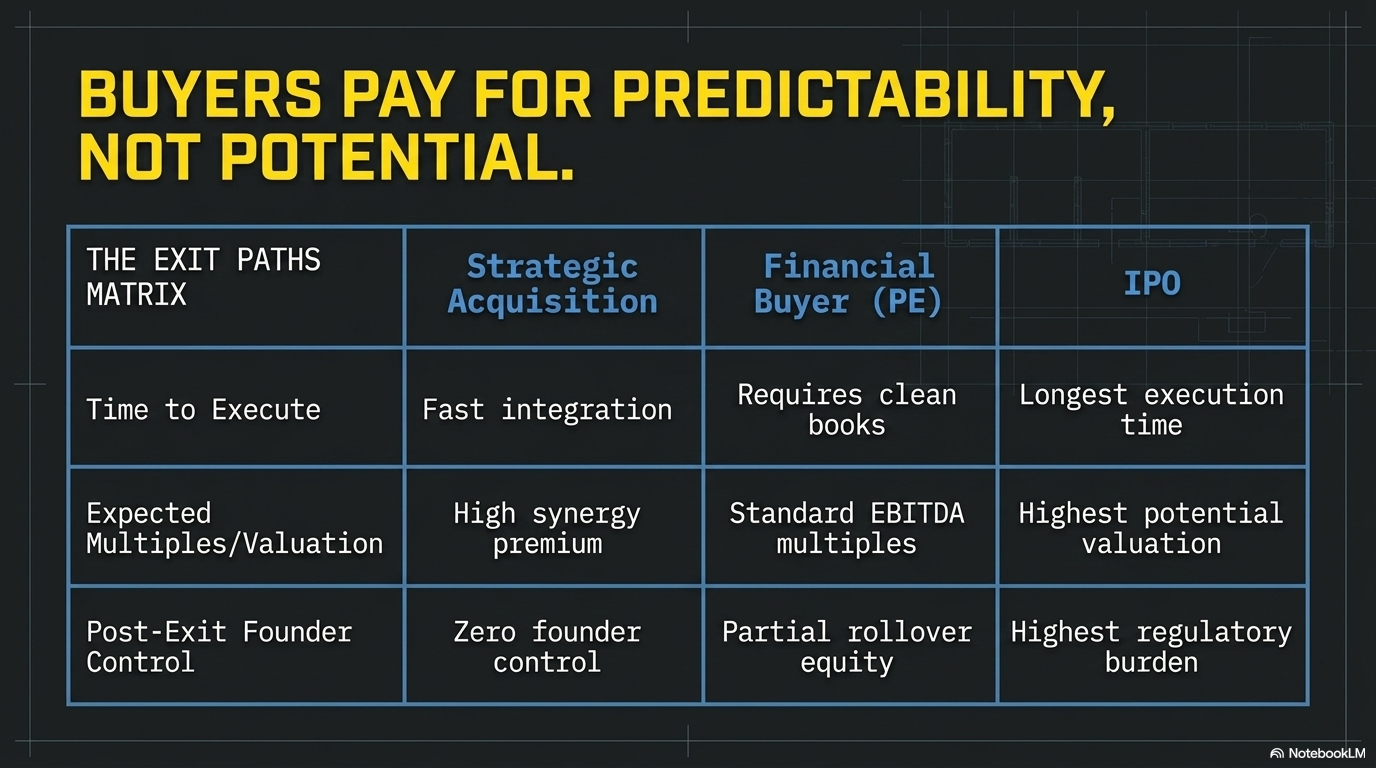 BUYERS PAY FOR PREDICTABILITY,
NOT POTENTIAL.
THE EXIT PATHS
MATRIX
Strategic
Acquisition
Financial
Buyer (PE)
IPO
Time to Execute
Fast integration
Requires clean
books
Longest execution
time
Expected
Multiples/Valuation
High synergy
premium
Standard EBITDA
multiples
Highest potential
valuation
Post-Exit Founder
Control
Zero founder
control
Partial rollover
equity
Highest regulatory
burden
NotebookLM